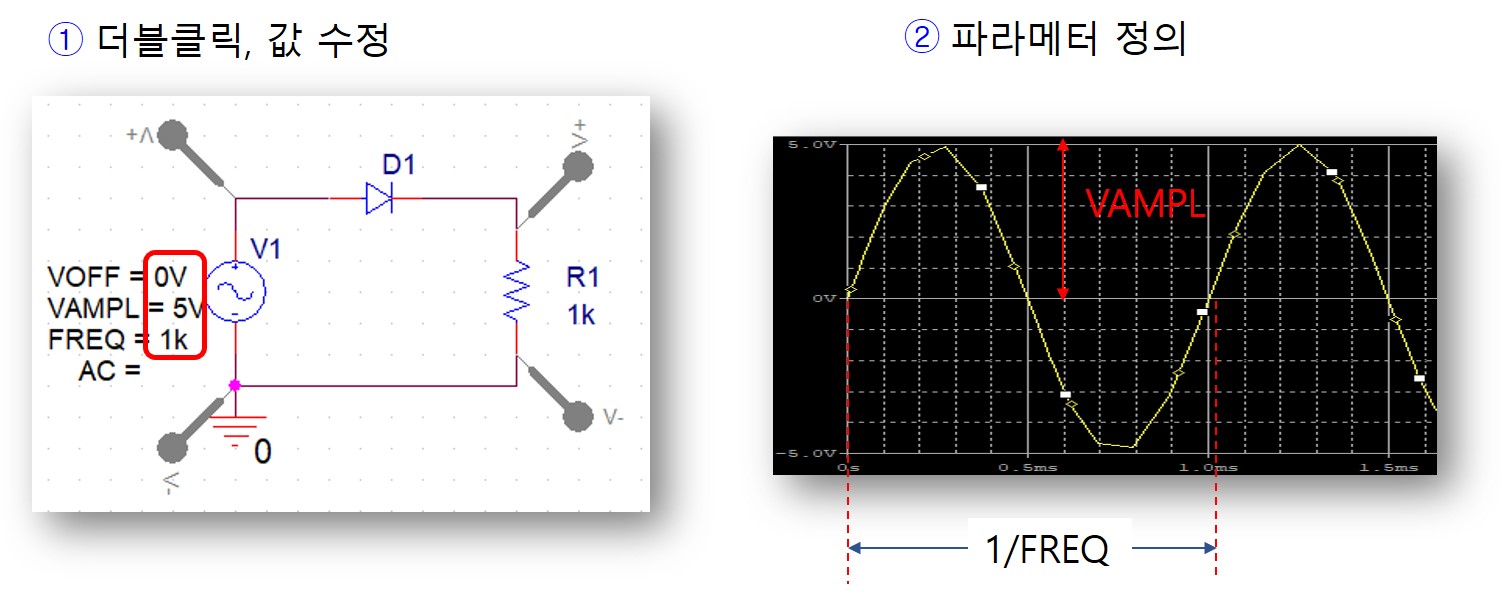 ① 더블클릭, 값 수정
② 파라메터 정의
V+
V+
D1
V1
VOFF = 0V
VAMPL = 5V
FREQ = 1k
AC =
R1
1k
V-
V-
0
5.0V
0V
-5.0V
0s
0.5ms
1.0ms
1.5ms
VAMPL
1/FREQ